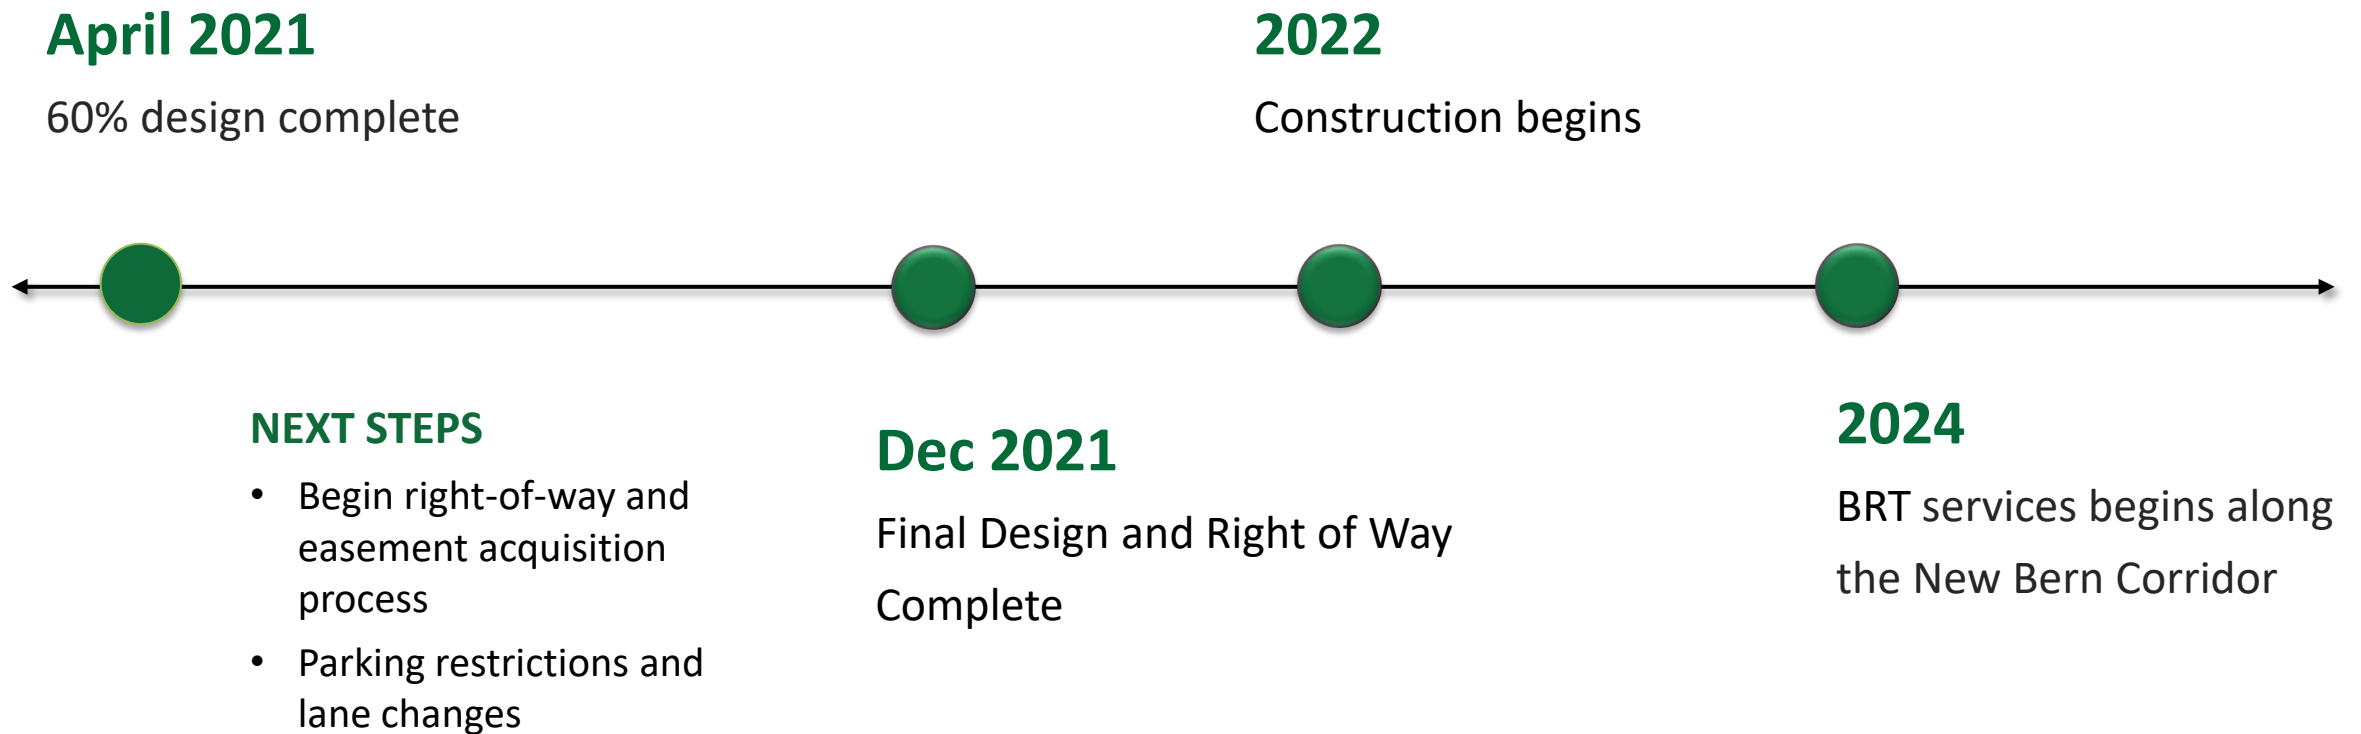 April 2021
60% design complete
2022
Construction begins
NEXT STEPS
• Begin right-of-way and
easement acquisition
process
• Parking restrictions and
lane changes
Dec 2021
Final Design and Right of Way
Complete
2024
BRT services begins along
the New Bern Corridor